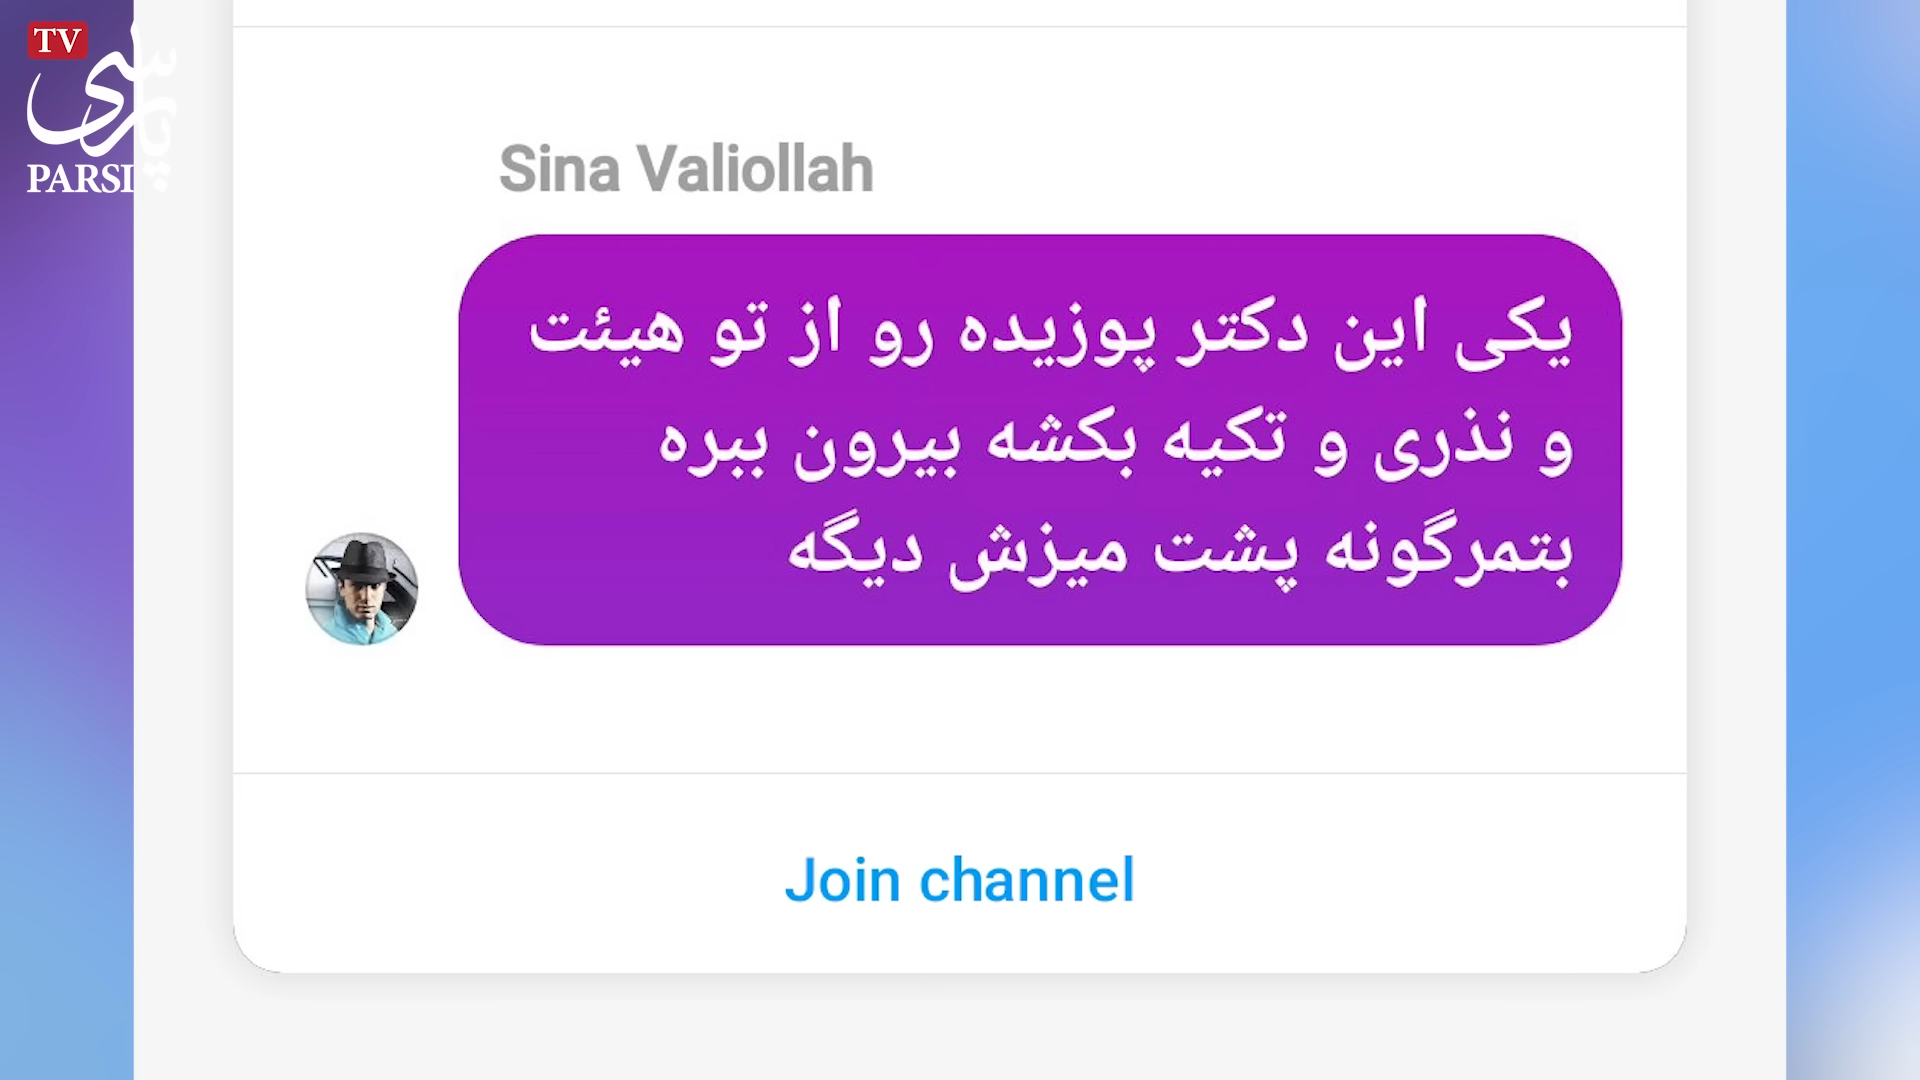 TV
پارسی
PARSI
Sina Valiollah
یکی این دکتر پوزیده رو از تو هیئت
و نذری و تکیه بکشه بیرون ببره
بتمرگونه پشت میزش دیگه
Join channel